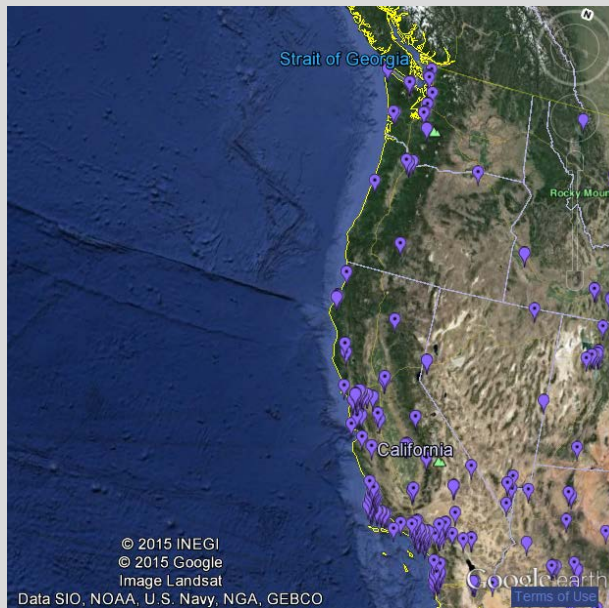 N
Strait of Georgia
Rocky Moun
California
© 2015 INEGI
© 2015 Google
Image Landsat
Data SIO, NOAA, U.S. Navy, NGA, GEBCO
Google earth
Terms of Use